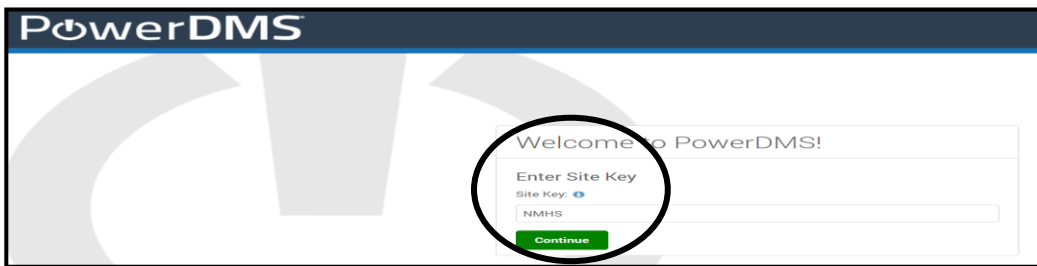 PowerDMS
Welcome to PowerDMS!
Enter Site Key
Site Key:
NMHS
Continue